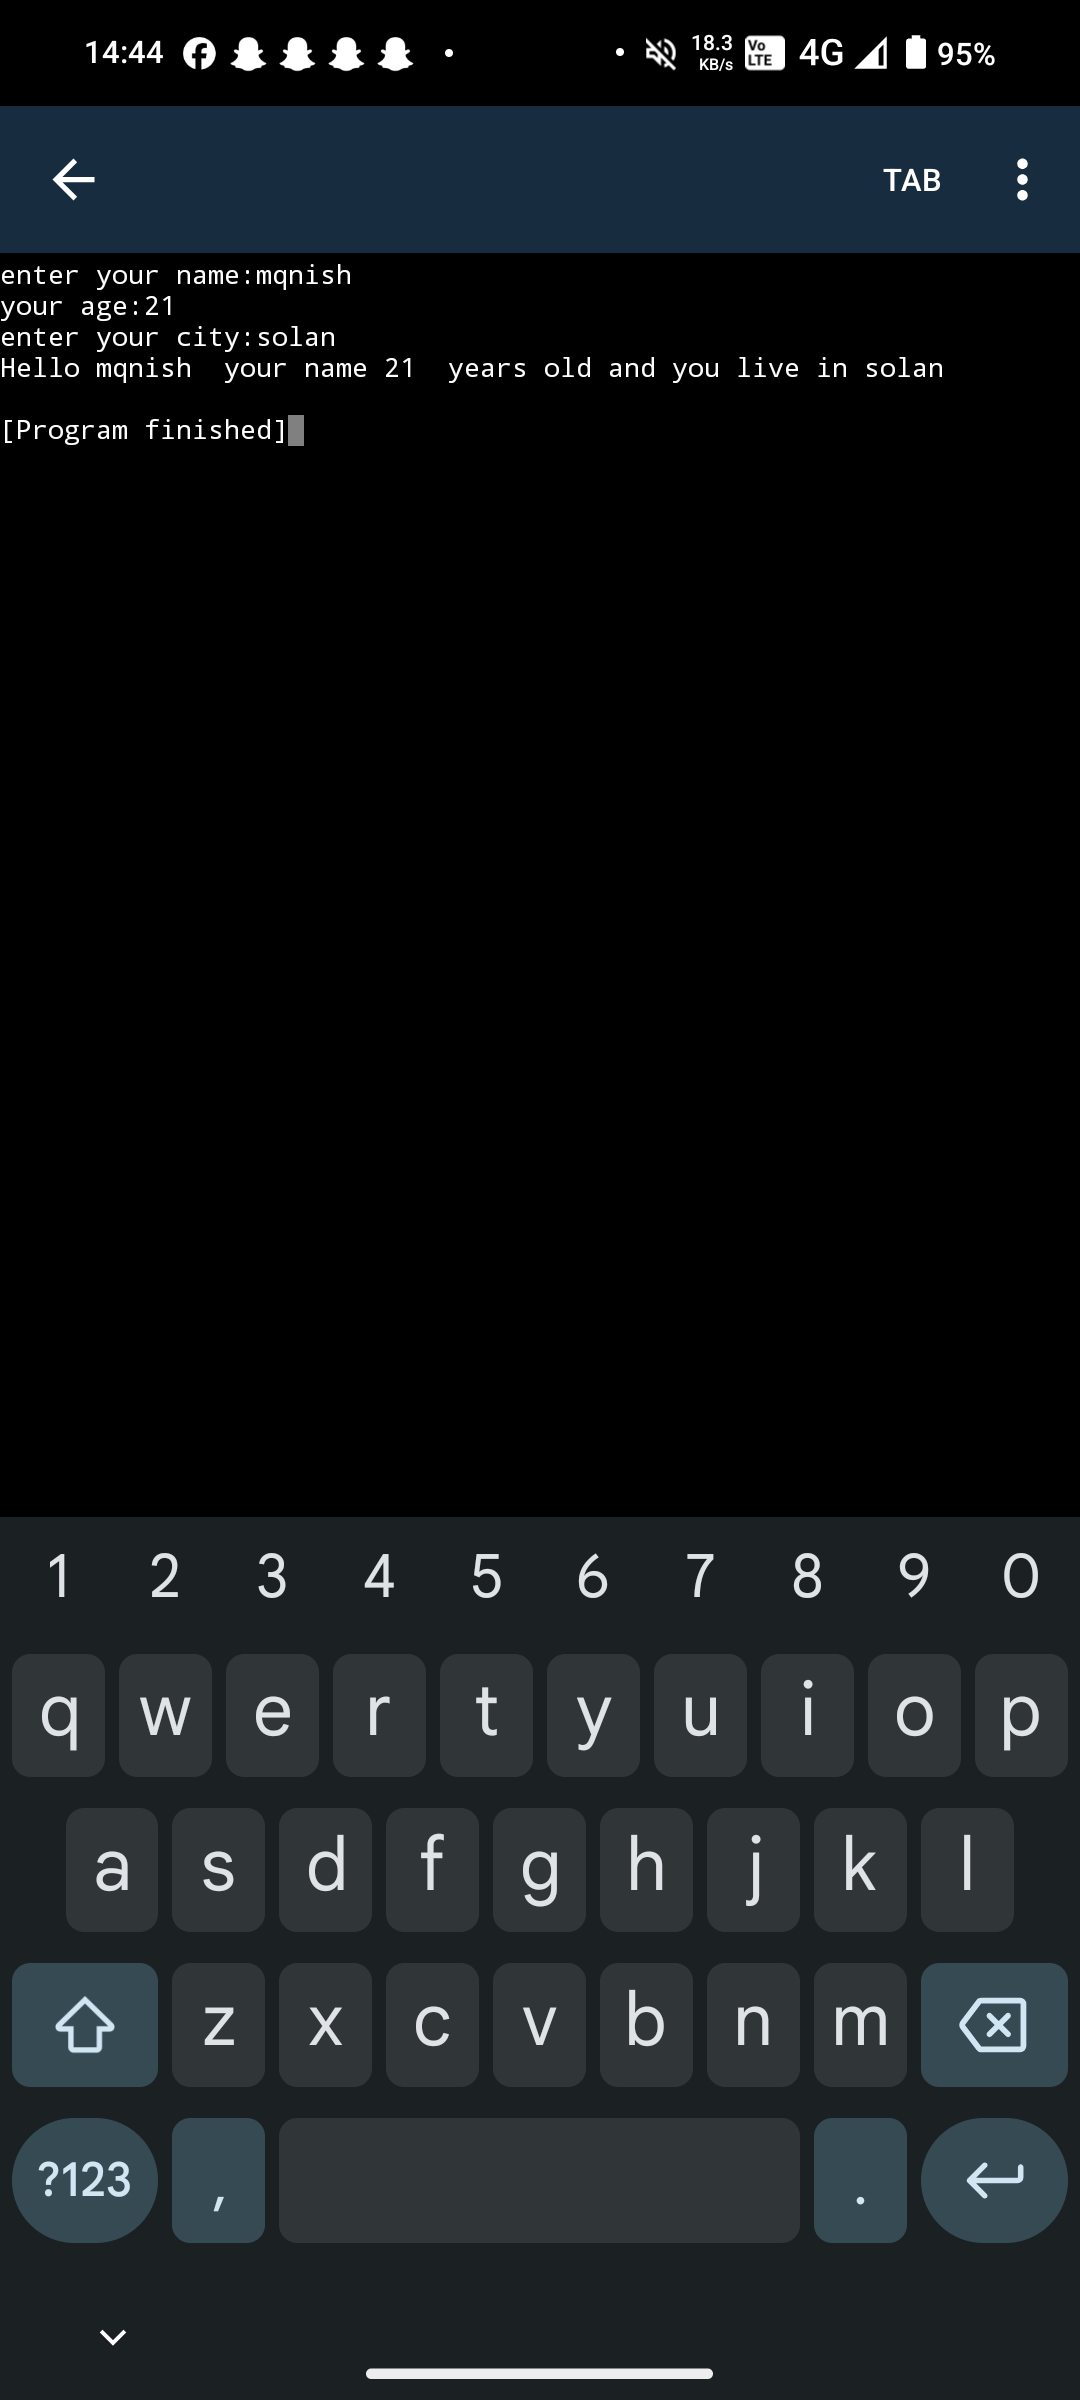 14:44 18.3 KB/s Vo LTE 4G 95%
TAB
enter your name:mqnish
your age:21
enter your city:solan
Hello mqnish  your name 21  years old and you live in solan
[Program finished]
1 2 3 4 5 6 7 8 9 0
q w e r t y u i o p
a s d f g h j k l
z x c v b n m
?123 , .